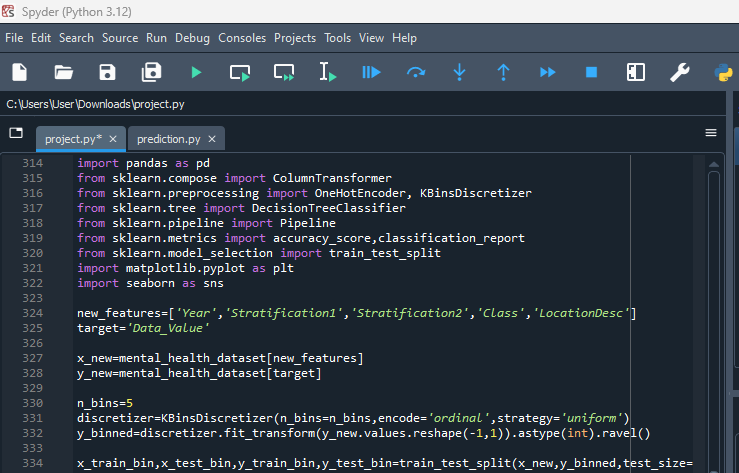 Spyder (Python 3.12)
File Edit Search Source Run Debug Consoles Projects Tools View Help
C:\Users\User\Downloads\project.py
project.py* × prediction.py ×
314 import pandas as pd
315 from sklearn.compose import ColumnTransformer
316 from sklearn.preprocessing import OneHotEncoder, KBinsDiscretizer
317 from sklearn.tree import DecisionTreeClassifier
318 from sklearn.pipeline import Pipeline
319 from sklearn.metrics import accuracy_score,classification_report
320 from sklearn.model_selection import train_test_split
321 import matplotlib.pyplot as plt
322 import seaborn as sns
323
324 new_features=['Year','Stratification1','Stratification2','Class','LocationDesc']
325 target='Data_Value'
326
327 x_new=mental_health_dataset[new_features]
328 y_new=mental_health_dataset[target]
329
330 n_bins=5
331 discretizer=KBinsDiscretizer(n_bins=n_bins,encode='ordinal',strategy='uniform')
332 y_binned=discretizer.fit_transform(y_new.values.reshape(-1,1)).astype(int).ravel()
333
334 x_train_bin,x_test_bin,y_train_bin,y_test_bin=train_test_split(x_new,y_binned,test_size=